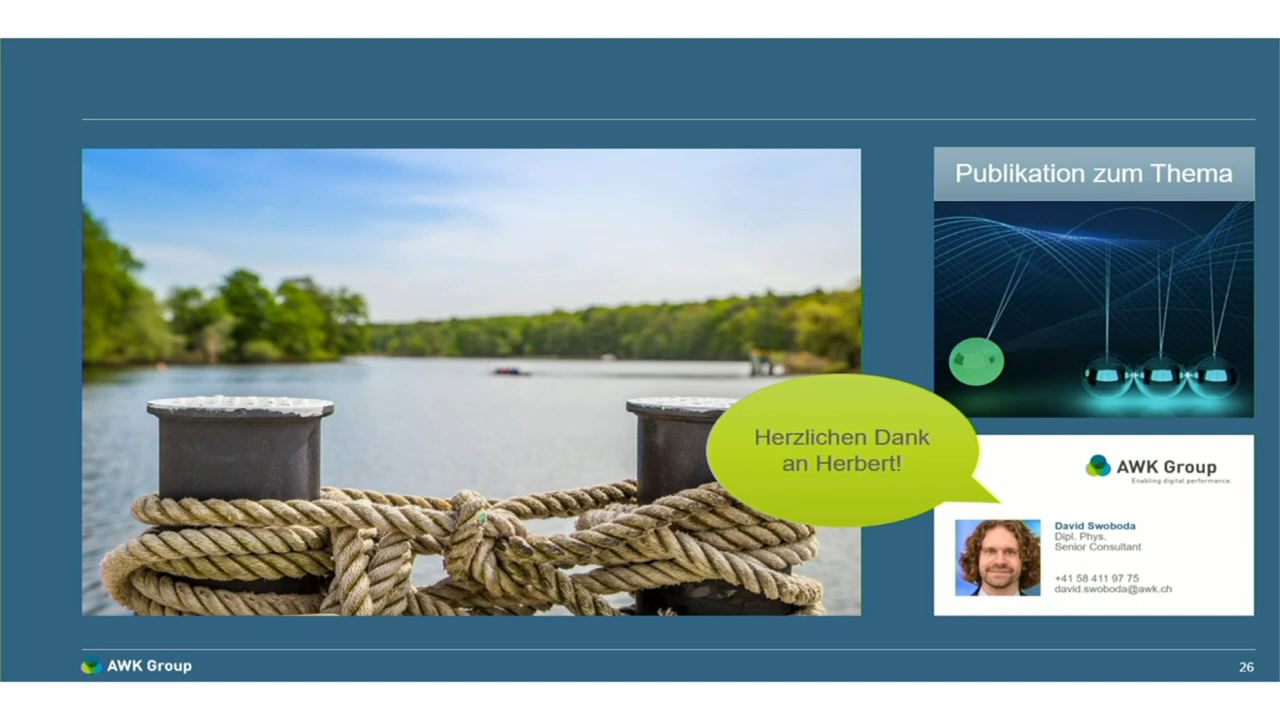 Publikation zum Thema
Herzlichen Dank
an Herbert!
AWK Group
Enabling digital performance.
David Swoboda
Dipl. Phys.
Senior Consultant
+41 58 411 97 75
david.swoboda@awk.ch
AWK Group
26